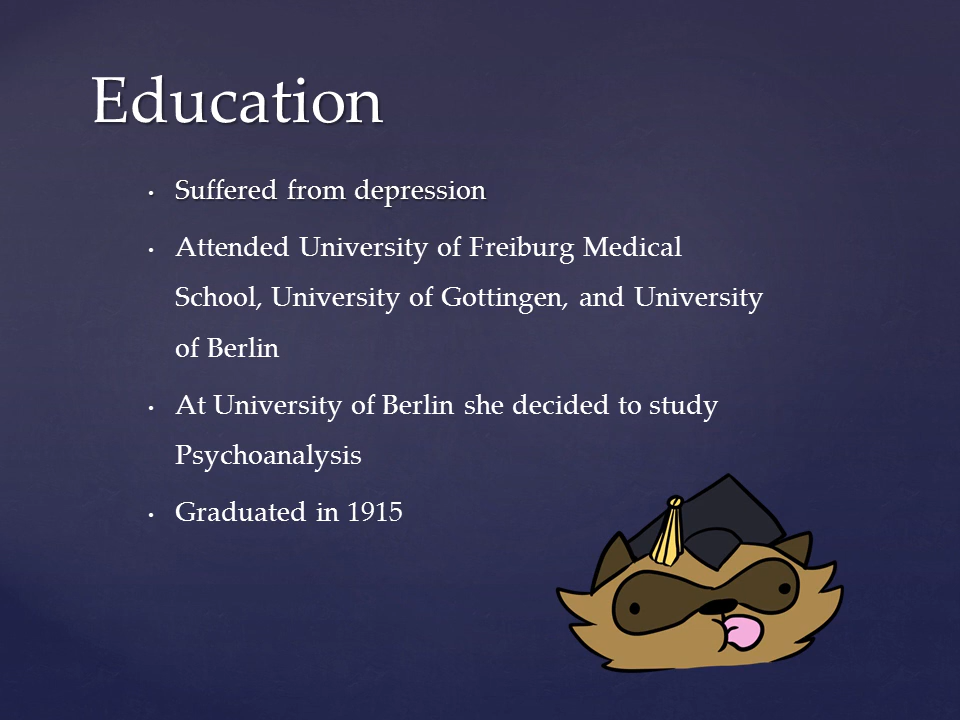 Education
• Suffered from depression
• Attended University of Freiburg Medical
School, University of Gottingen, and University
of Berlin
• At University of Berlin she decided to study
Psychoanalysis
• Graduated in 1915